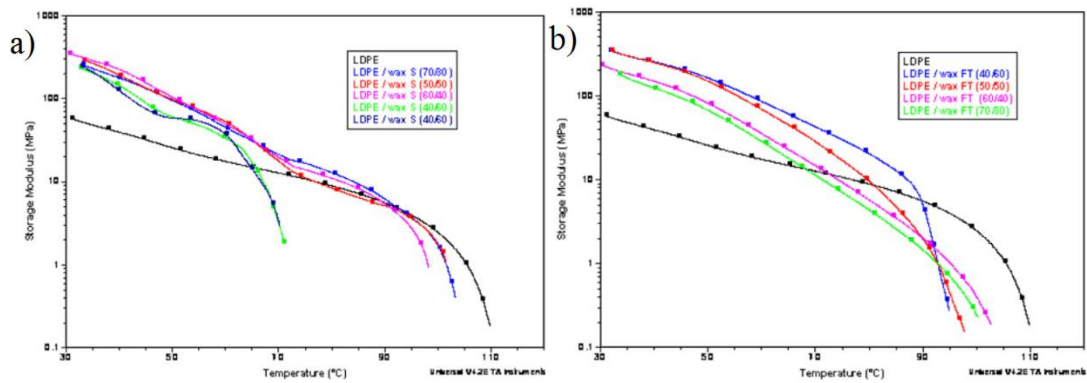 a)
1000
100
10
1
0.1
Storage Modulus (MPa)
30
50
70
90
110
Temperature (°C)
Universal V4.2E TA Instruments
LDPE
LDPE / wax S (70/30)
LDPE / wax S (50/50)
LDPE / wax S (60/40)
LDPE / wax S (40/60)
LDPE / wax S (40/60)
b)
1000
100
10
1
0.1
Storage Modulus (MPa)
30
50
70
90
110
Temperature (°C)
Universal V4.2E TA Instruments
LDPE
LDPE / wax FT (40/60)
LDPE / wax FT (50/50)
LDPE / wax FT (60/40)
LDPE / wax FT (70/30)